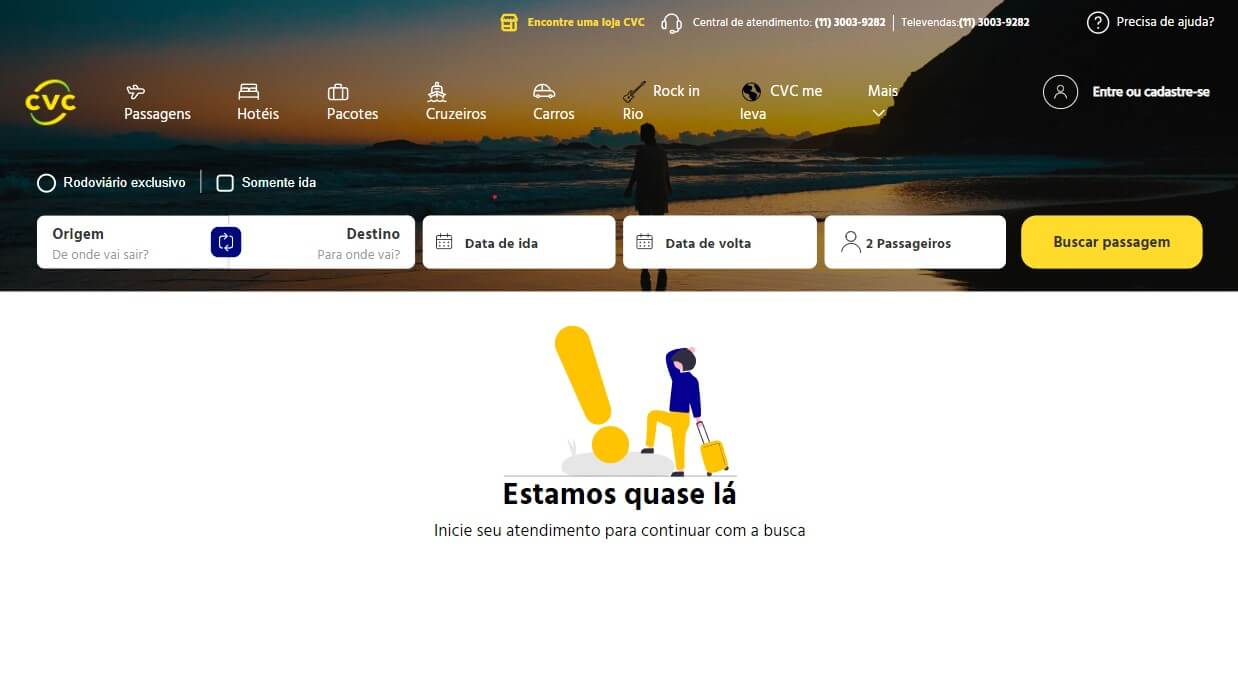 Encontre uma loja CVC
Central de atendimento: (11) 3003-9282
Televendas:(11) 3003-9282
Precisa de ajuda?
CVC
Passagens
Hotéis
Pacotes
Cruzeiros
Carros
Rock in
Rio
CVC me
leva
Mais
Entre ou cadastre-se
Rodoviário exclusivo
Somente ida
Origem
De onde vai sair?
Destino
Para onde vai?
Data de ida
Data de volta
2 Passageiros
Buscar passagem
Estamos quase lá
Inicie seu atendimento para continuar com a busca